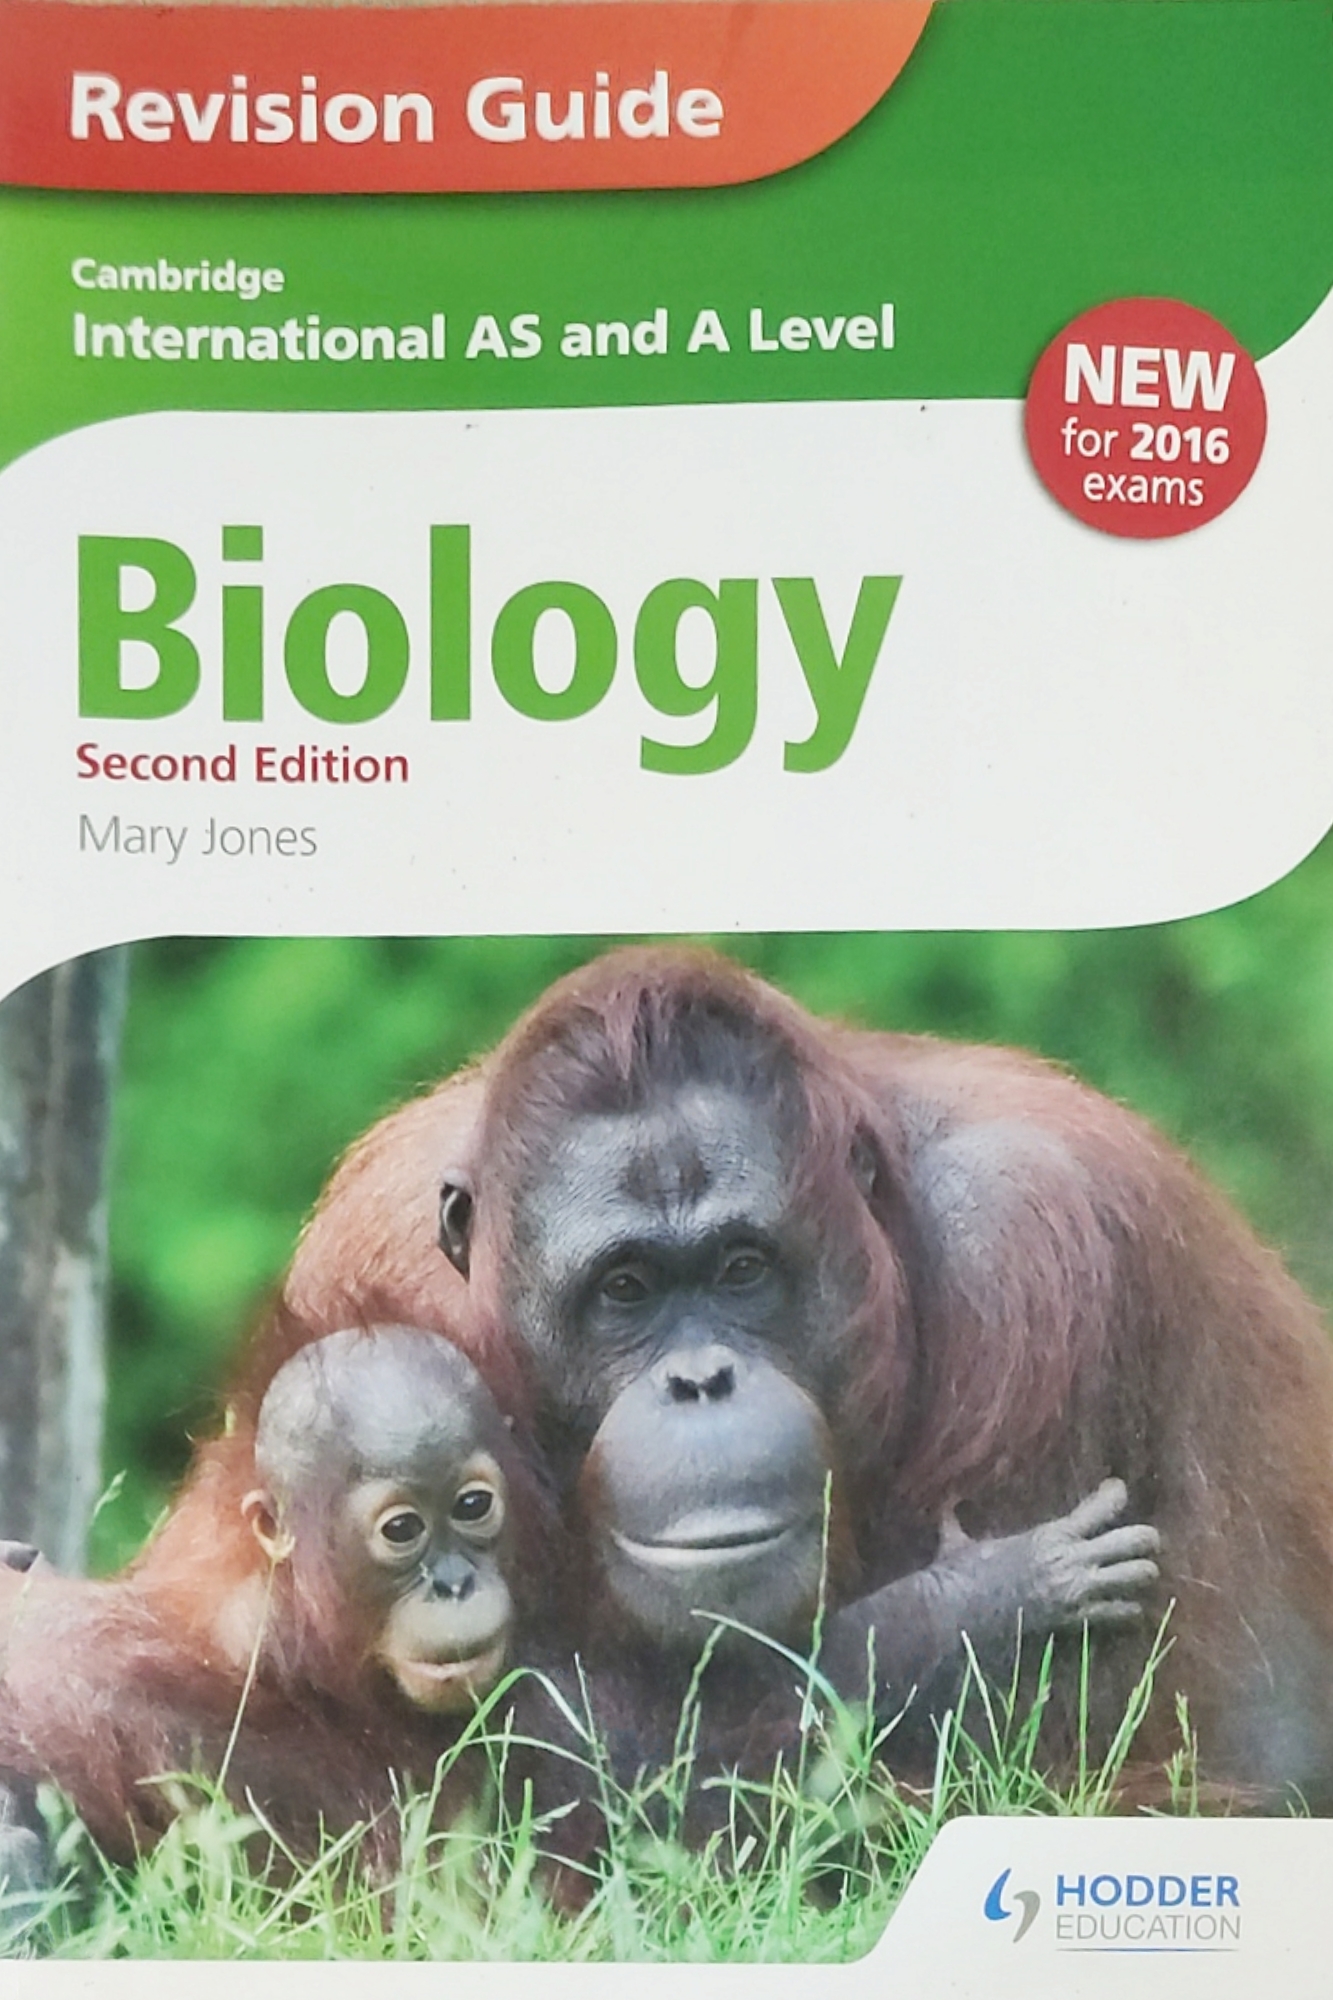 Revision Guide
Cambridge
International AS and A Level
NEW
for 2016
exams
Biology
Second Edition
Mary Jones
HODDER
EDUCATION